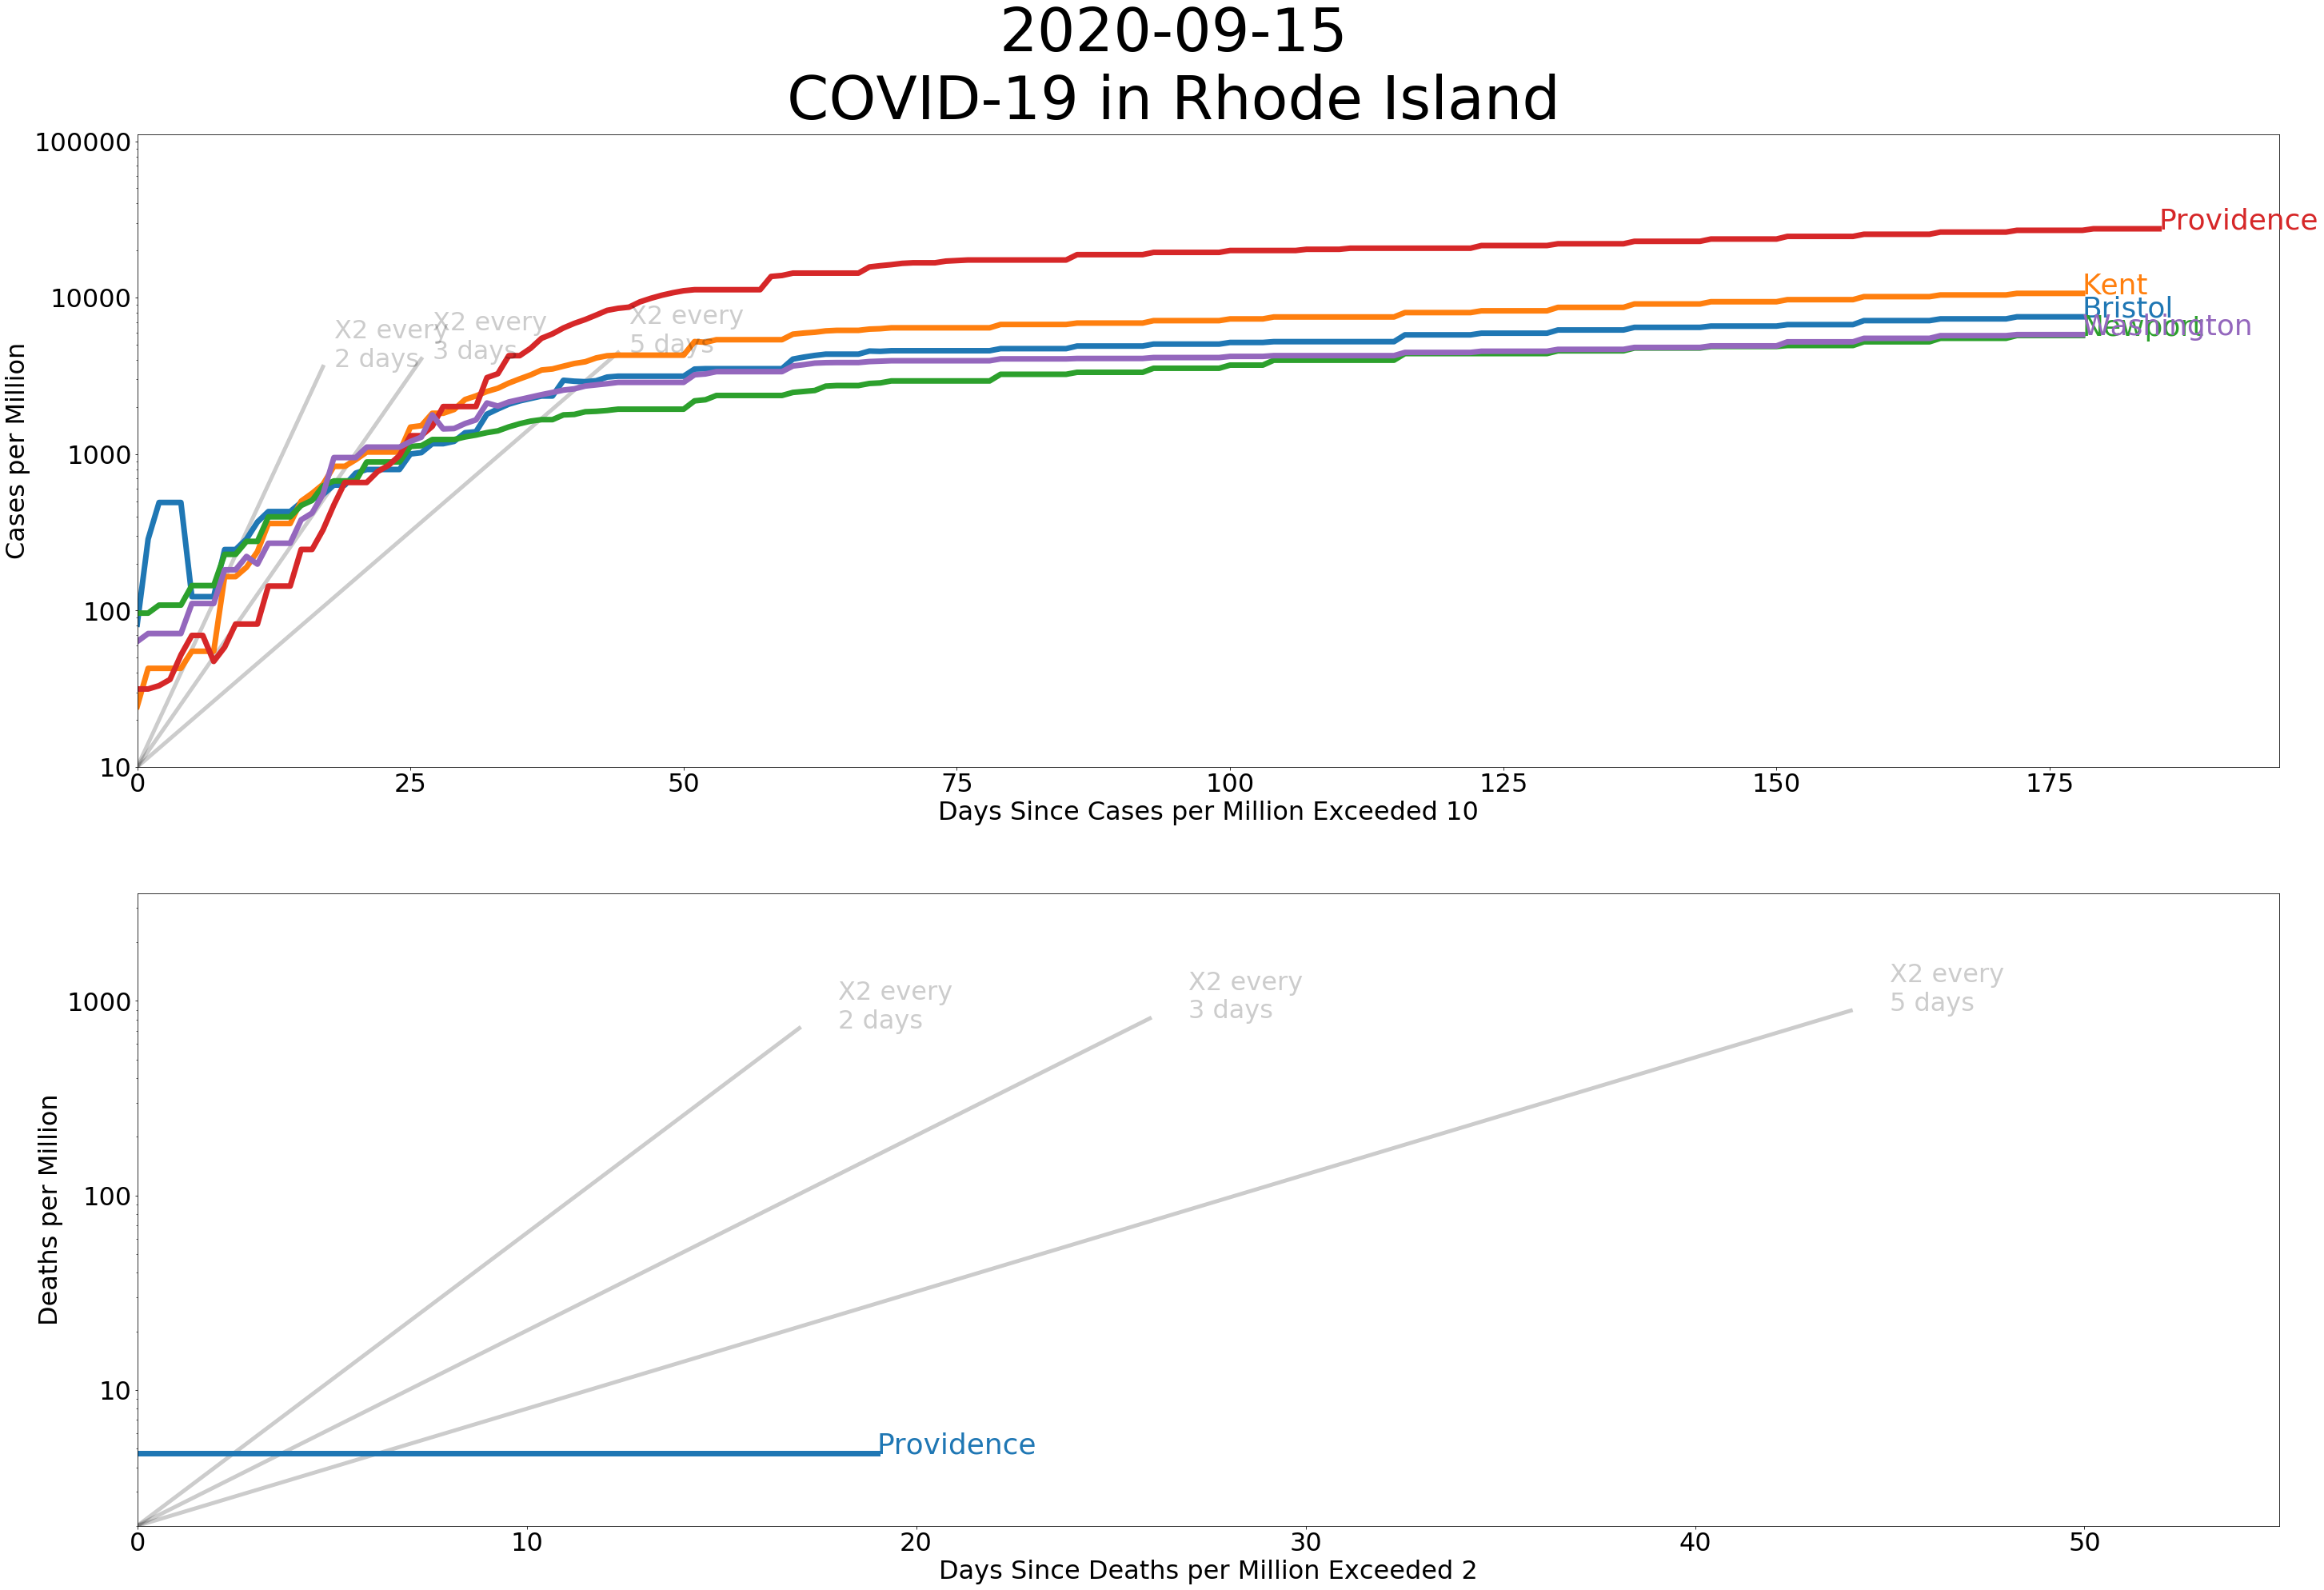 2020-09-15
COVID-19 in Rhode Island
100000
10000
1000
100
10
Cases per Million
X2 every
2 days
X2 every
3 days
X2 every
5 days
Providence
Kent
Bristol
Newport
Washington
0 25 50 75 100 125 150 175
Days Since Cases per Million Exceeded 10
1000
100
10
Deaths per Million
X2 every
2 days
X2 every
3 days
X2 every
5 days
Providence
0 10 20 30 40 50
Days Since Deaths per Million Exceeded 2